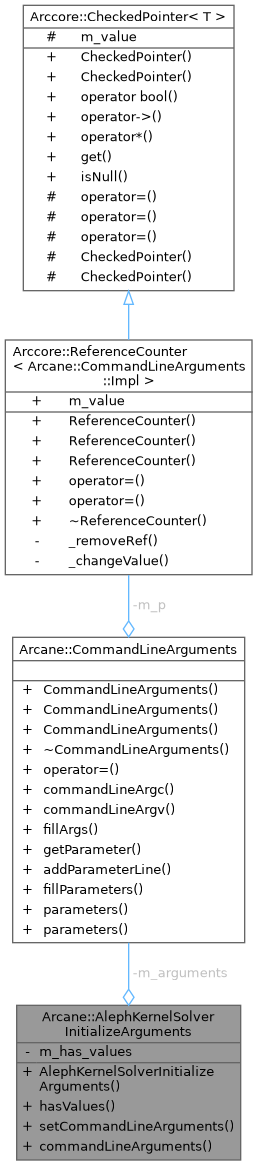 Arccore::CheckedPointer< T >
# m_value
+ CheckedPointer()
+ CheckedPointer()
+ operator bool()
+ operator->()
+ operator*()
+ get()
+ isNull()
# operator=()
# operator=()
# operator=()
# CheckedPointer()
# CheckedPointer()
Arccore::ReferenceCounter
< Arcane::CommandLineArguments
::Impl >
+ m_value
+ ReferenceCounter()
+ ReferenceCounter()
+ ReferenceCounter()
+ operator=()
+ operator=()
+ ~ReferenceCounter()
- _removeRef()
- _changeValue()
-m_p
Arcane::CommandLineArguments
+ CommandLineArguments()
+ CommandLineArguments()
+ CommandLineArguments()
+ ~CommandLineArguments()
+ operator=()
+ commandLineArgc()
+ commandLineArgv()
+ fillArgs()
+ getParameter()
+ addParameterLine()
+ fillParameters()
+ parameters()
+ parameters()
-m_arguments
Arcane::AlephKernelSolver
InitializeArguments
- m_has_values
+ AlephKernelSolverInitialize
Arguments()
+ hasValues()
+ setCommandLineArguments()
+ commandLineArguments()